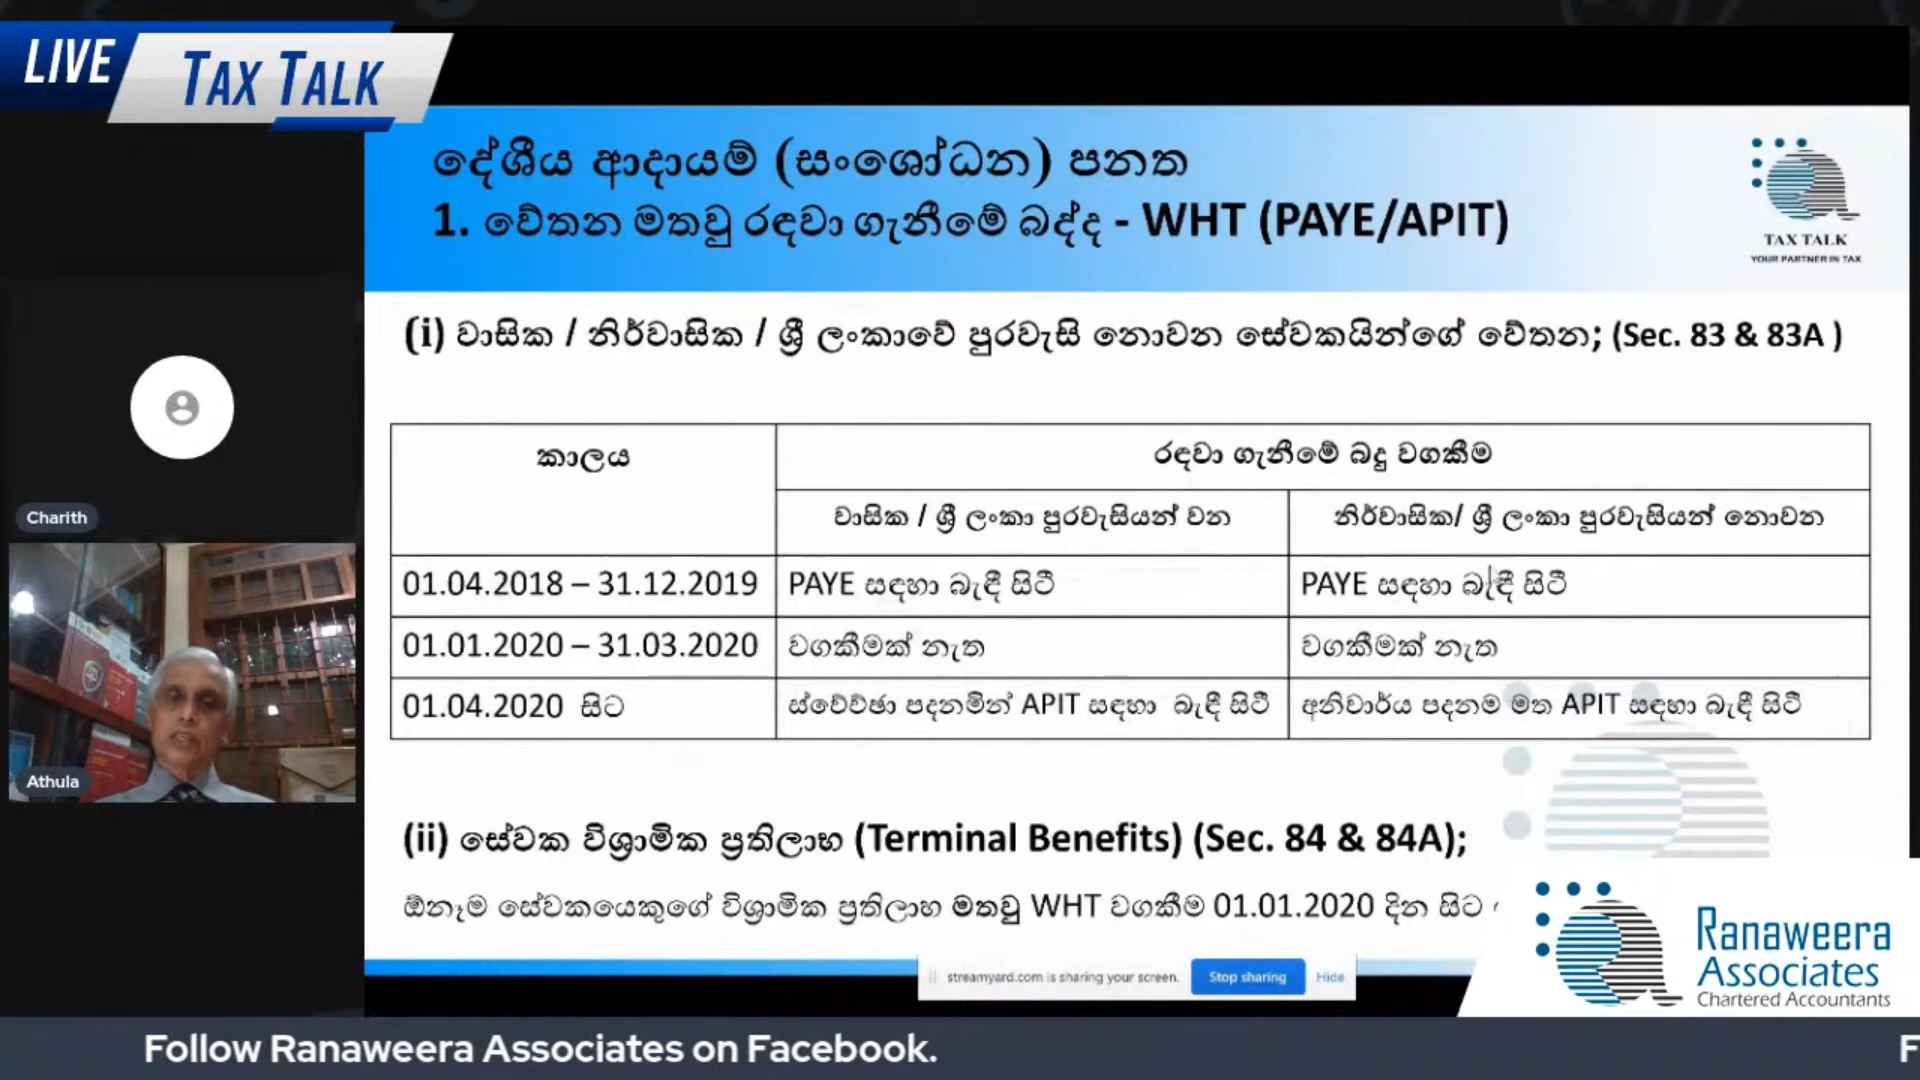 LIVE
TAX TALK
දේශීය ආදායම් (සංශෝධන) පනත
1. වේතන මතවු රඳවා ගැනීමේ බද්ද - WHT (PAYE/APIT)
TAX TALK
YOUR PARTNER IN TAX
(i) වාසික / නිර්වාසික / ශ්‍රී ලංකාවේ පුරවැසි නොවන සේවකයින්ගේ වේතන; (Sec. 83 & 83A )
කාලය
රඳවා ගැනීමේ බදු වගකීම
වාසික / ශ්‍රී ලංකා පුරවැසියන් වන
නිර්වාසික/ ශ්‍රී ලංකා පුරවැසියන් නොවන
01.04.2018 – 31.12.2019
PAYE සඳහා බැඳී සිටී
PAYE සඳහා බැඳී සිටී
01.01.2020 – 31.03.2020
වගකීමක් නැත
වගකීමක් නැත
01.04.2020 සිට
ස්වේච්ඡා පදනමින් APIT සඳහා බැඳී සිටී
අනිවාර්ය පදනම මත APIT සඳහා බැඳී සිටී
(ii) සේවක විශ්‍රාමික ප්‍රතිලාභ (Terminal Benefits) (Sec. 84 & 84A);
ඕනෑම සේවකයෙකුගේ විශ්‍රාමික ප්‍රතිලාභ මතවු WHT වගකීම 01.01.2020 දින සිට
Charith
Athula
streamyard.com is sharing your screen.
Stop sharing
Hide
Ranaweera
Associates
Chartered Accountants
Follow Ranaweera Associates on Facebook.
F